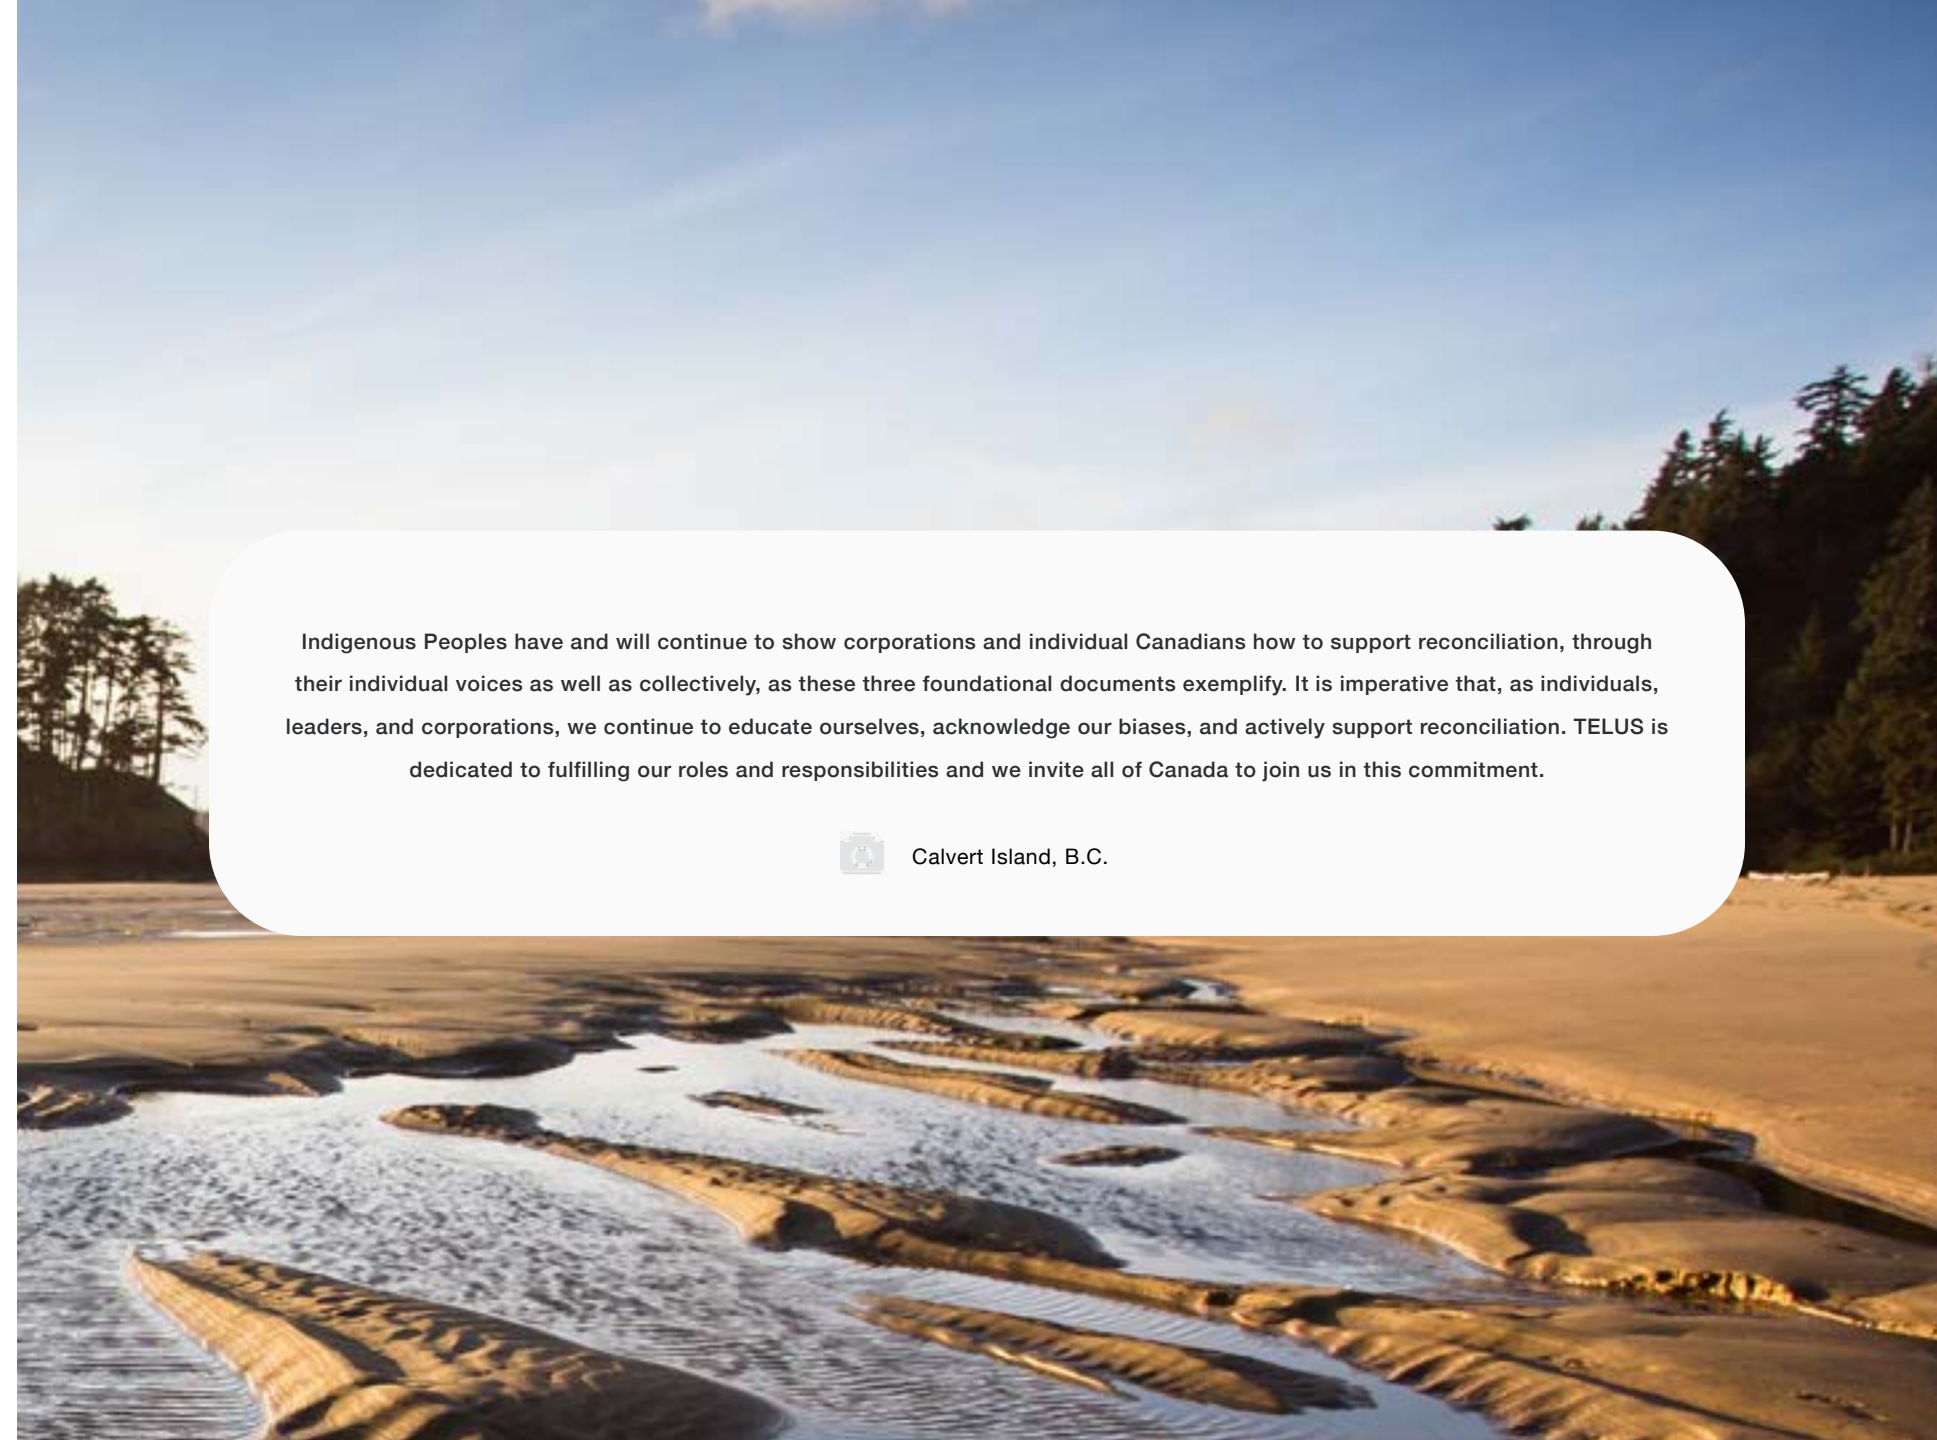 Indigenous Peoples have and will continue to show corporations and individual Canadians how to support reconciliation, through
their individual voices as well as collectively, as these three foundational documents exemplify. It is imperative that, as individuals,
leaders, and corporations, we continue to educate ourselves, acknowledge our biases, and actively support reconciliation. TELUS is
dedicated to fulfilling our roles and responsibilities and we invite all of Canada to join us in this commitment.
Calvert Island, B.C.